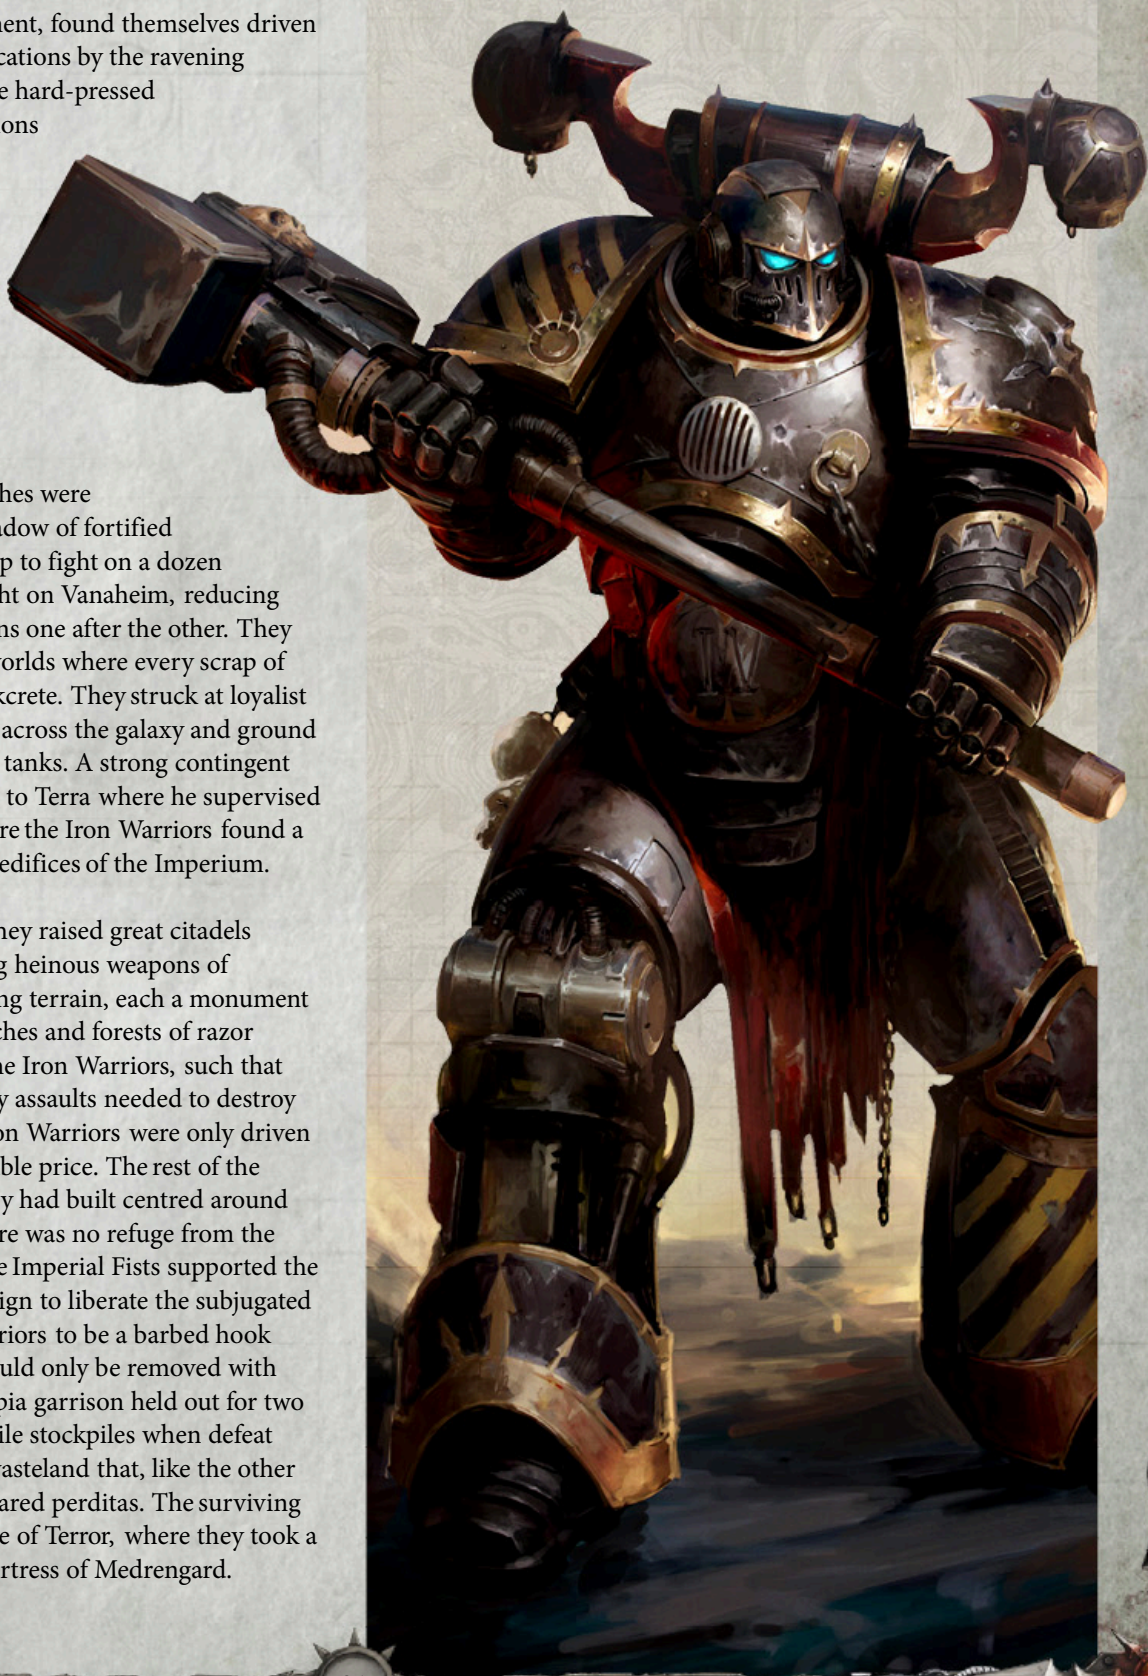 nent, found themselves driven
cations by the ravening
e hard-pressed
ions
hes were
adow of fortified
p to fight on a dozen
ht on Vanaheim, reducing
ns one after the other. They
worlds where every scrap of
kcrete. They struck at loyalist
across the galaxy and ground
tanks. A strong contingent
to Terra where he supervised
re the Iron Warriors found a
edifices of the Imperium.
hey raised great citadels
g heinous weapons of
ng terrain, each a monument
ches and forests of razor
he Iron Warriors, such that
y assaults needed to destroy
on Warriors were only driven
ble price. The rest of the
y had built centred around
re was no refuge from the
e Imperial Fists supported the
ign to liberate the subjugated
riors to be a barbed hook
uld only be removed with
pia garrison held out for two
ile stockpiles when defeat
wasteland that, like the other
ared perditas. The surviving
e of Terror, where they took a
rtress of Medrengard.